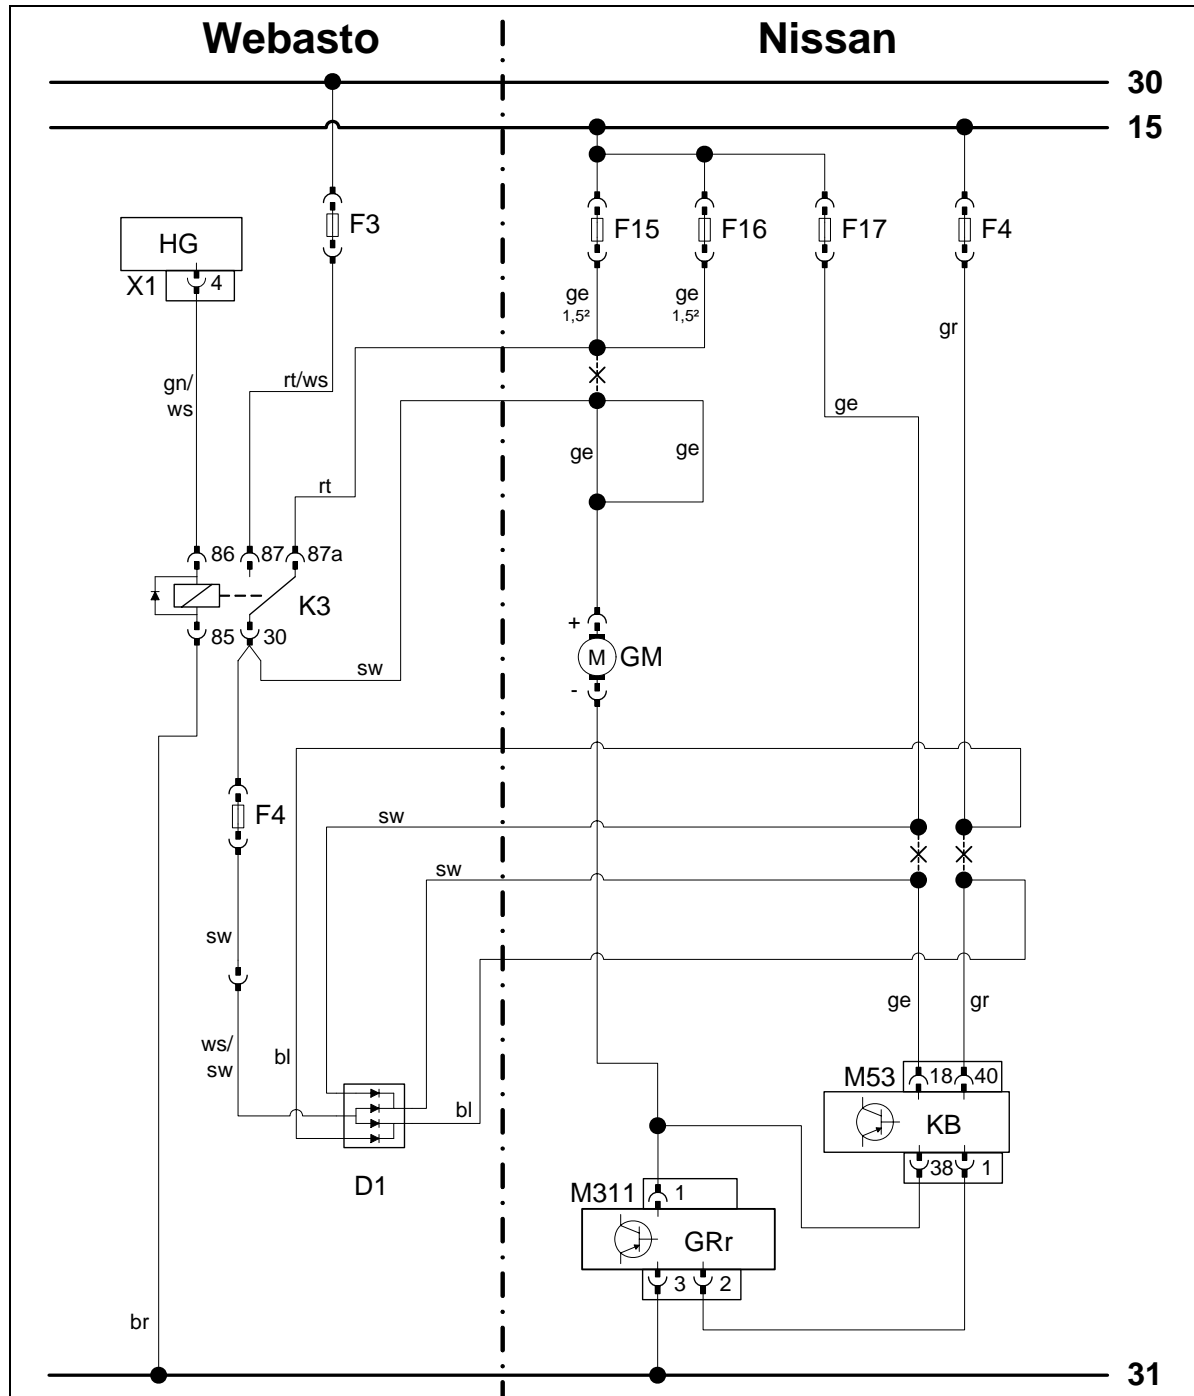 Webasto Nissan
30
15
F3 F15 F16 F17 F4
HG
X1 4
ge ge
1,5² 1,5²
gr
gn/ rt/ws
ws
ge
ge ge
rt
86 87 87a
K3
85 30
+
M GM
-
sw
F4
sw
sw
sw
ge gr
ws/ bl
sw
M53 18 40
bl
KB
D1
38 1
M311 1
GRr
3 2
br
31